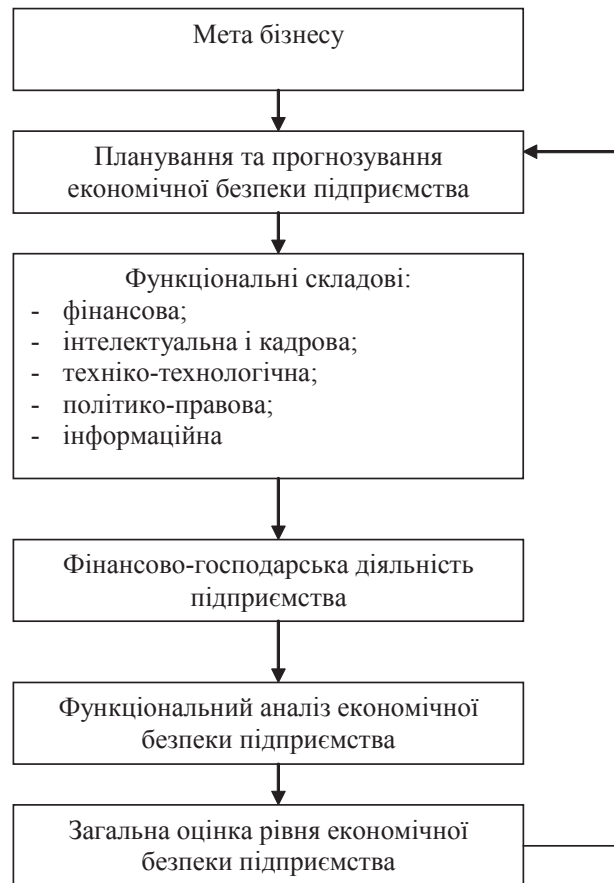 Мета бізнесу
Планування та прогнозування
економічної безпеки підприємства
Функціональні складові:
- фінансова;
- інтелектуальна і кадрова;
- техніко-технологічна;
- політико-правова;
- інформаційна
Фінансово-господарська діяльність
підприємства
Функціональний аналіз економічної
безпеки підприємства
Загальна оцінка рівня економічної
безпеки підприємства